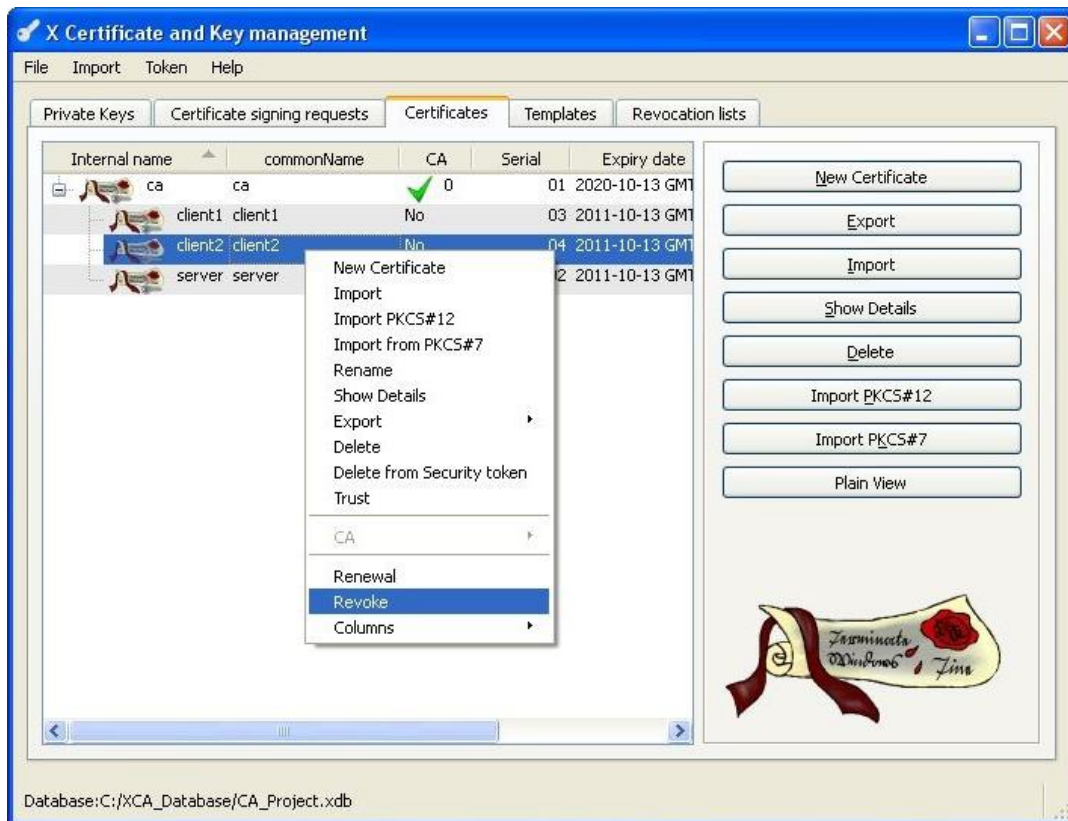 X Certificate and Key management
File Import Token Help
Private Keys Certificate signing requests Certificates Templates Revocation lists
Internal name commonName CA Serial Expiry date
ca ca 0 01 2020-10-13 GMT
client1 client1 No 03 2011-10-13 GMT
client2 client2 No 04 2011-10-13 GMT
server server 2 2011-10-13 GMT
New Certificate
Import
Import PKCS#12
Import from PKCS#7
Rename
Show Details
Export
Delete
Delete from Security token
Trust
CA
Renewal
Revoke
Columns
New Certificate
Export
Import
Show Details
Delete
Import PKCS#12
Import PKCS#7
Plain View
Windows
Fine
Database:C:/XCA_Database/CA_Project.xdb